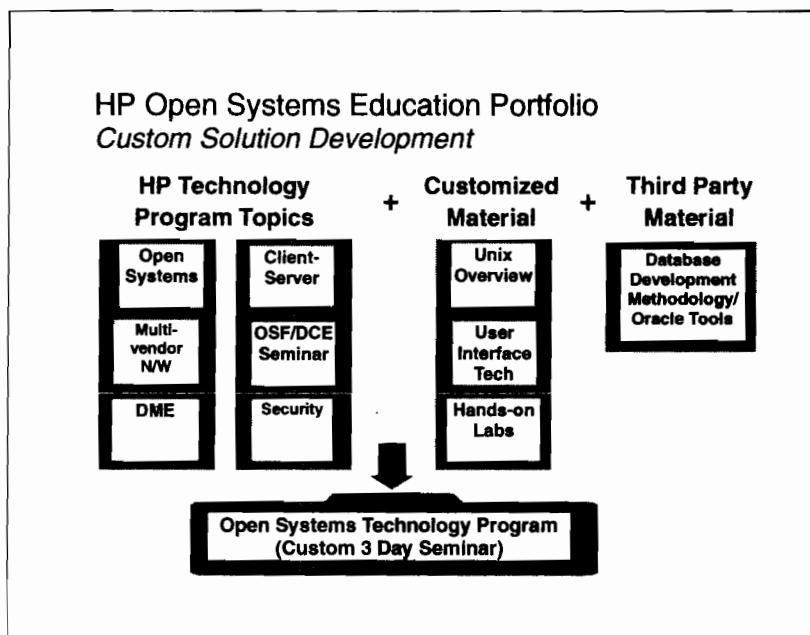 HP Open Systems Education Portfolio
Custom Solution Development
HP Technology
Program Topics
+
Customized
Material
+
Third Party
Material
Open
Systems
Client-
Server
Unix
Overview
Database
Development
Methodology/
Oracle Tools
Multi-
vendor
N/W
OSF/DCE
Seminar
User
Interface
Tech
DME
Security
Hands-on
Labs
Open Systems Technology Program
(Custom 3 Day Seminar)